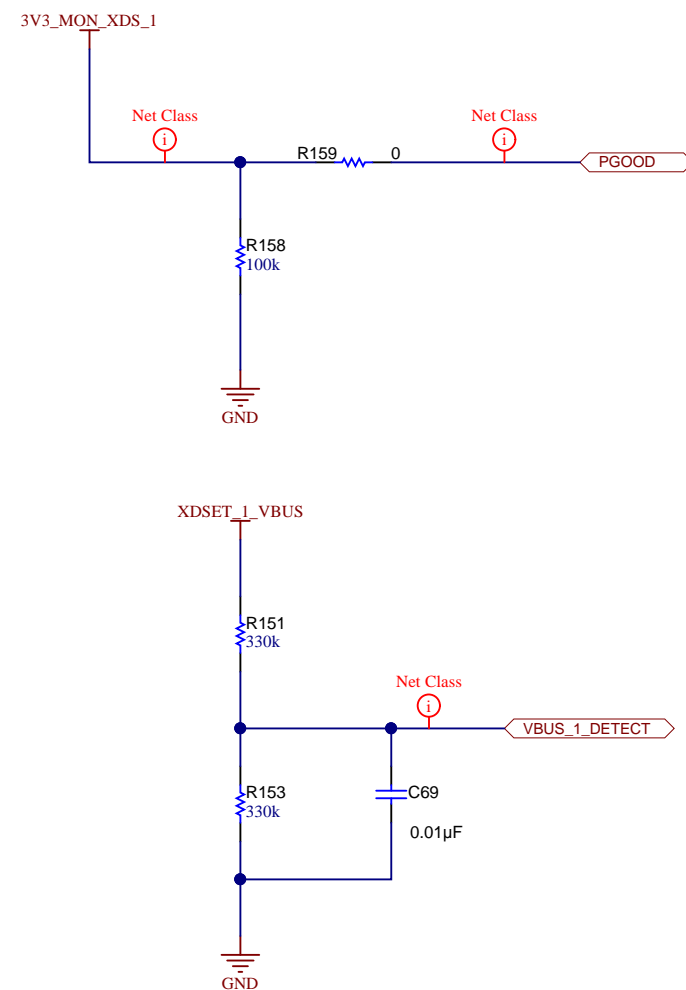 3V3_MON_XDS_1
Net Class
i
Net Class
i
R159
0
PGOOD
R158
100k
GND
XDSET_1_VBUS
R151
330k
Net Class
i
VBUS_1_DETECT
R153
330k
C69
0.01µF
GND